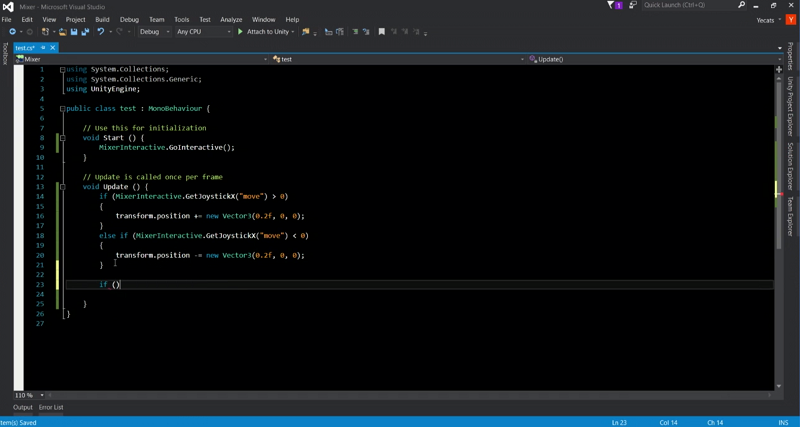 Mixer - Microsoft Visual Studio
1
Quick Launch (Ctrl+Q)
File Edit View Project Build Debug Team Tools Test Analyze Window Help
Yecats Y
Debug Any CPU Attach to Unity
test.cs*
Mixer test Update()
Toolbox
1 using System.Collections;
2 using System.Collections.Generic;
3 using UnityEngine;
4
5 public class test : MonoBehaviour {
6
7 // Use this for initialization
8 void Start () {
9 MixerInteractive.GoInteractive();
10 }
11
12 // Update is called once per frame
13 void Update () {
14 if (MixerInteractive.GetJoystickX("move") > 0)
15 {
16 transform.position += new Vector3(0.2f, 0, 0);
17 }
18 else if (MixerInteractive.GetJoystickX("move") < 0)
19 {
20 transform.position -= new Vector3(0.2f, 0, 0);
21 }
22
23 if ()
24
25 }
26 }
27
Properties
Unity Project Explorer
Solution Explorer
Team Explorer
110 %
Output Error List
tem(s) Saved Ln 23 Col 14 Ch 14 INS